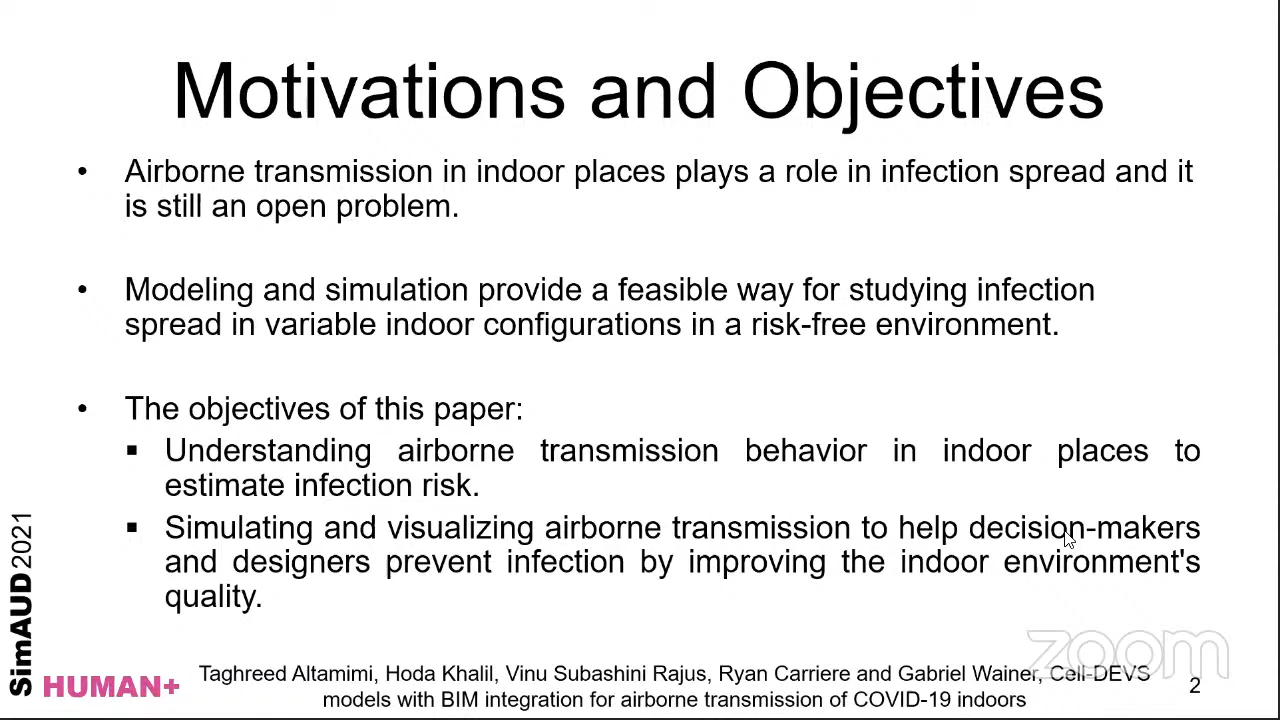 Motivations and Objectives
• Airborne transmission in indoor places plays a role in infection spread and it
is still an open problem.
• Modeling and simulation provide a feasible way for studying infection
spread in variable indoor configurations in a risk-free environment.
• The objectives of this paper:
▪ Understanding airborne transmission behavior in indoor places to
estimate infection risk.
▪ Simulating and visualizing airborne transmission to help decision-makers
and designers prevent infection by improving the indoor environment's
quality.
SimAUD2021
HUMAN+
Taghreed Altamimi, Hoda Khalil, Vinu Subashini Rajus, Ryan Carriere and Gabriel Wainer, Cell-DEVS
models with BIM integration for airborne transmission of COVID-19 indoors
2
zoom